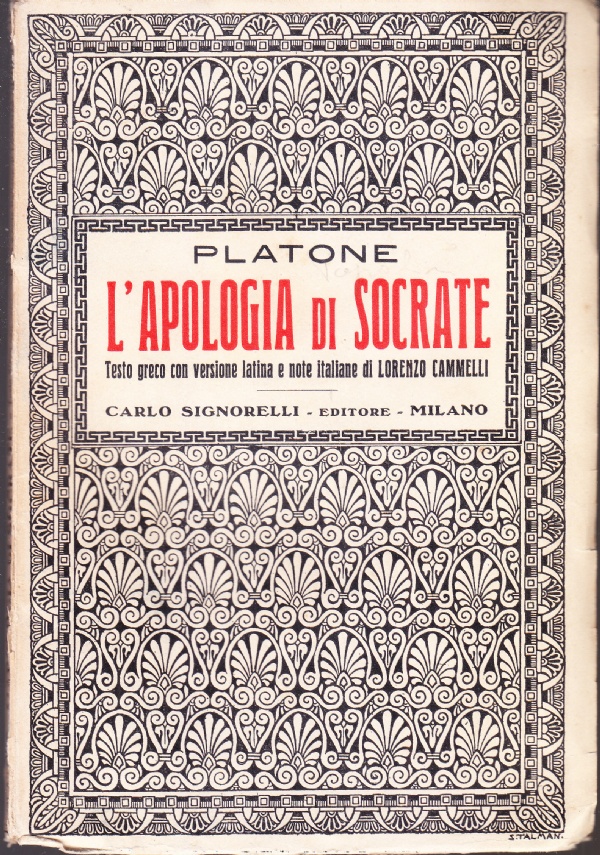 PLATONE
L'APOLOGIA DI SOCRATE
Testo greco con versione latina e note italiane di LORENZO CAMMELLI
CARLO SIGNORELLI - EDITORE - MILANO
S. TALMAN.